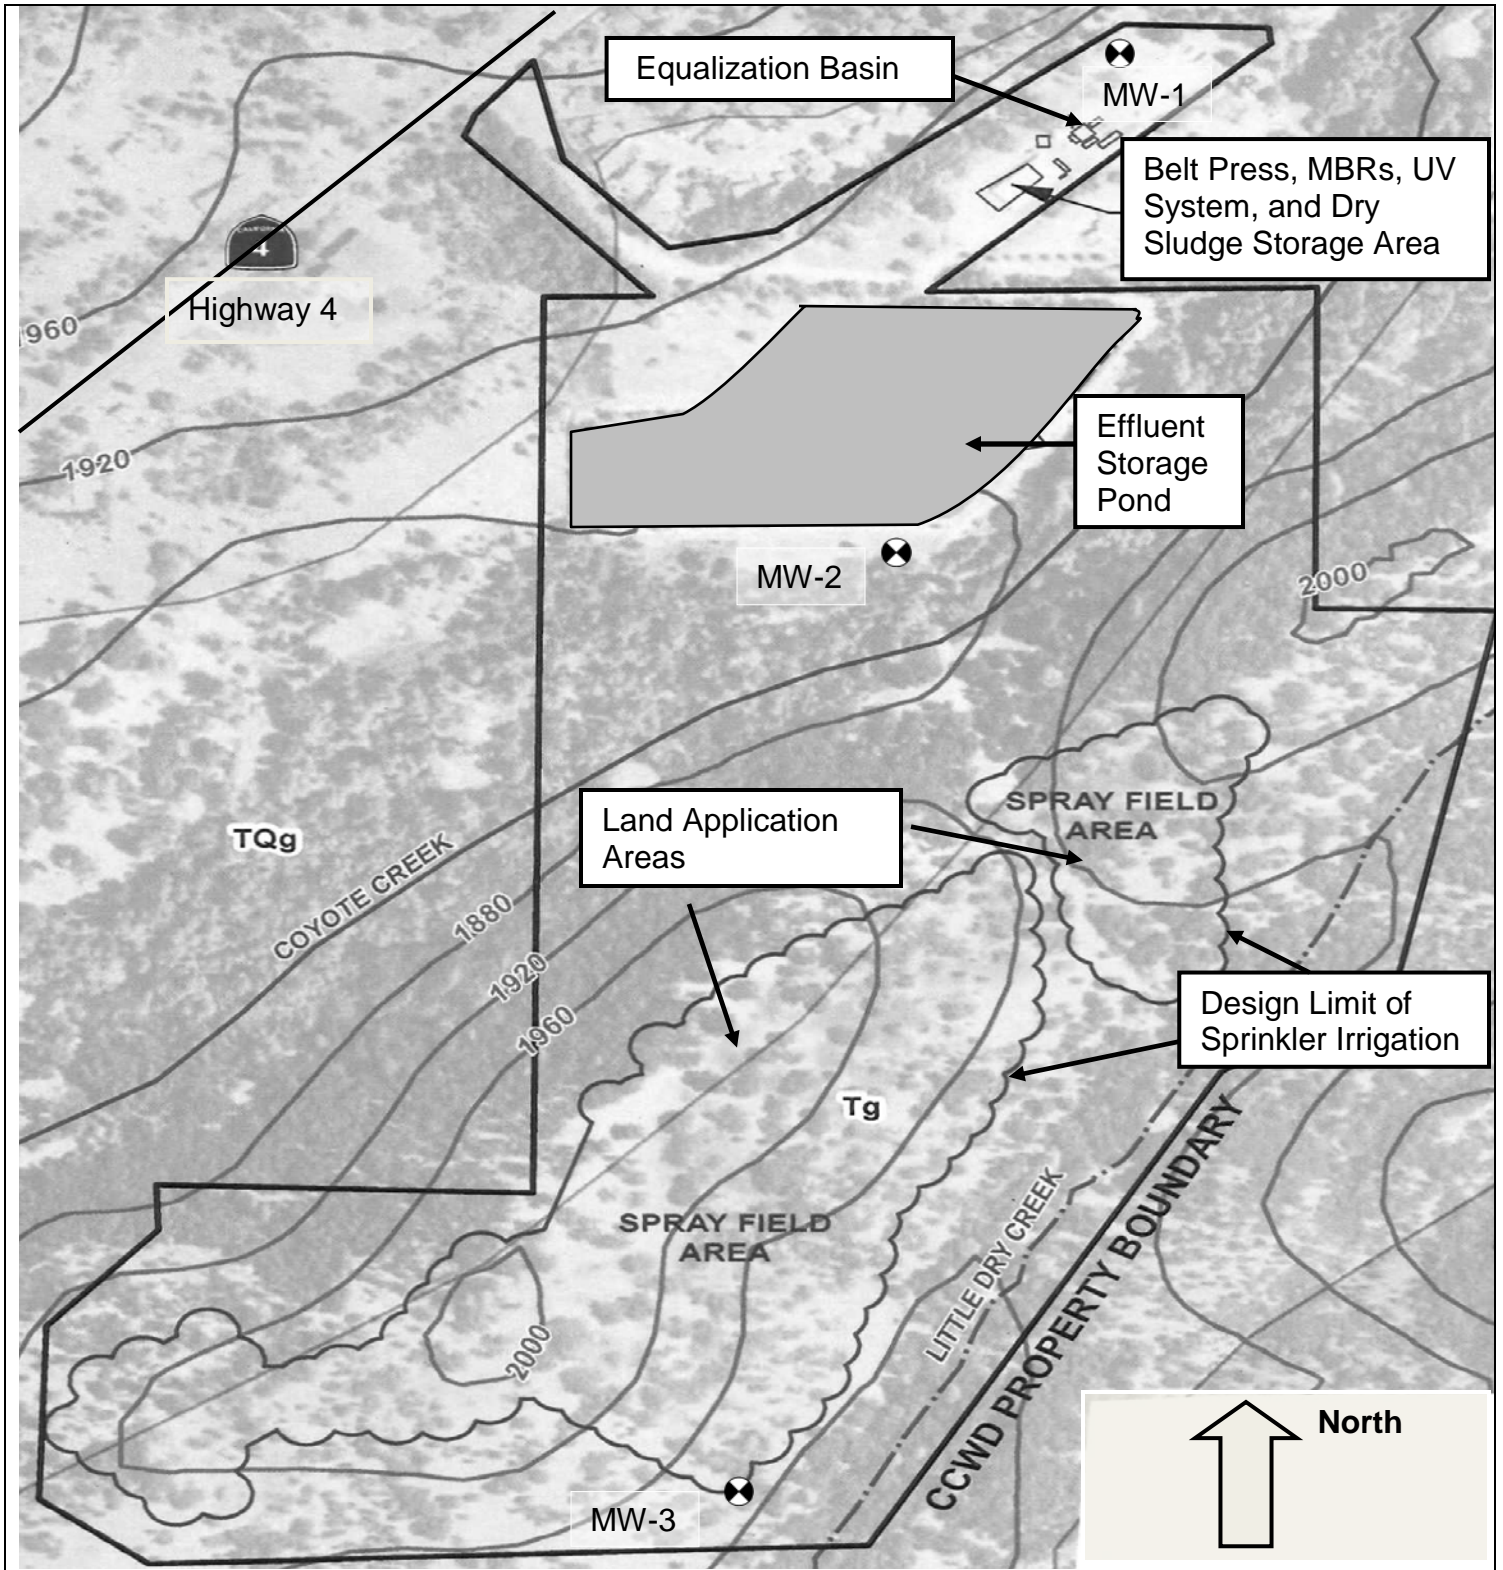 Equalization Basin
MW-1
Belt Press, MBRs, UV
System, and Dry
Sludge Storage Area
CALIFORNIA
4
Highway 4
1960
1920
Effluent
Storage
Pond
MW-2
2000
SPRAY FIELD
AREA
Land Application
Areas
TQg
COYOTE CREEK
1880
1920
1960
Design Limit of
Sprinkler Irrigation
Tg
SPRAY FIELD
AREA
LITTLE DRY CREEK
CCWD PROPERTY BOUNDARY
2000
North
MW-3